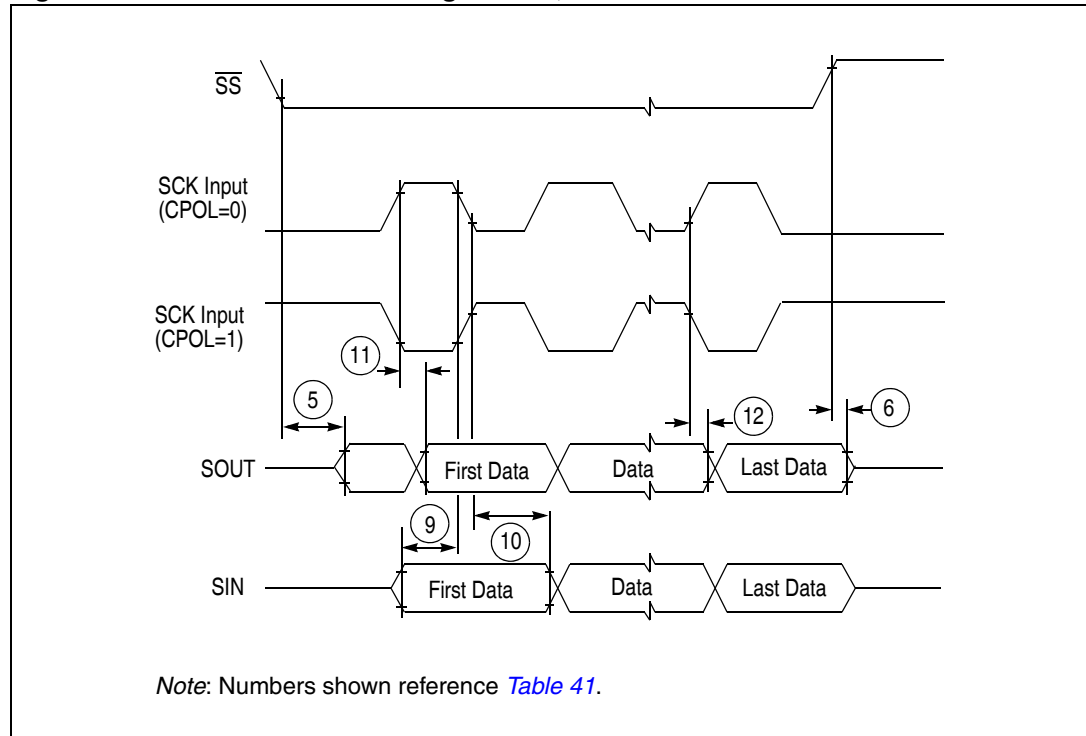 SS
SCK Input
(CPOL=0)
SCK Input
(CPOL=1)
11
5
12
6
SOUT
First Data
Data
Last Data
9
10
SIN
First Data
Data
Last Data
Note: Numbers shown reference Table 41.